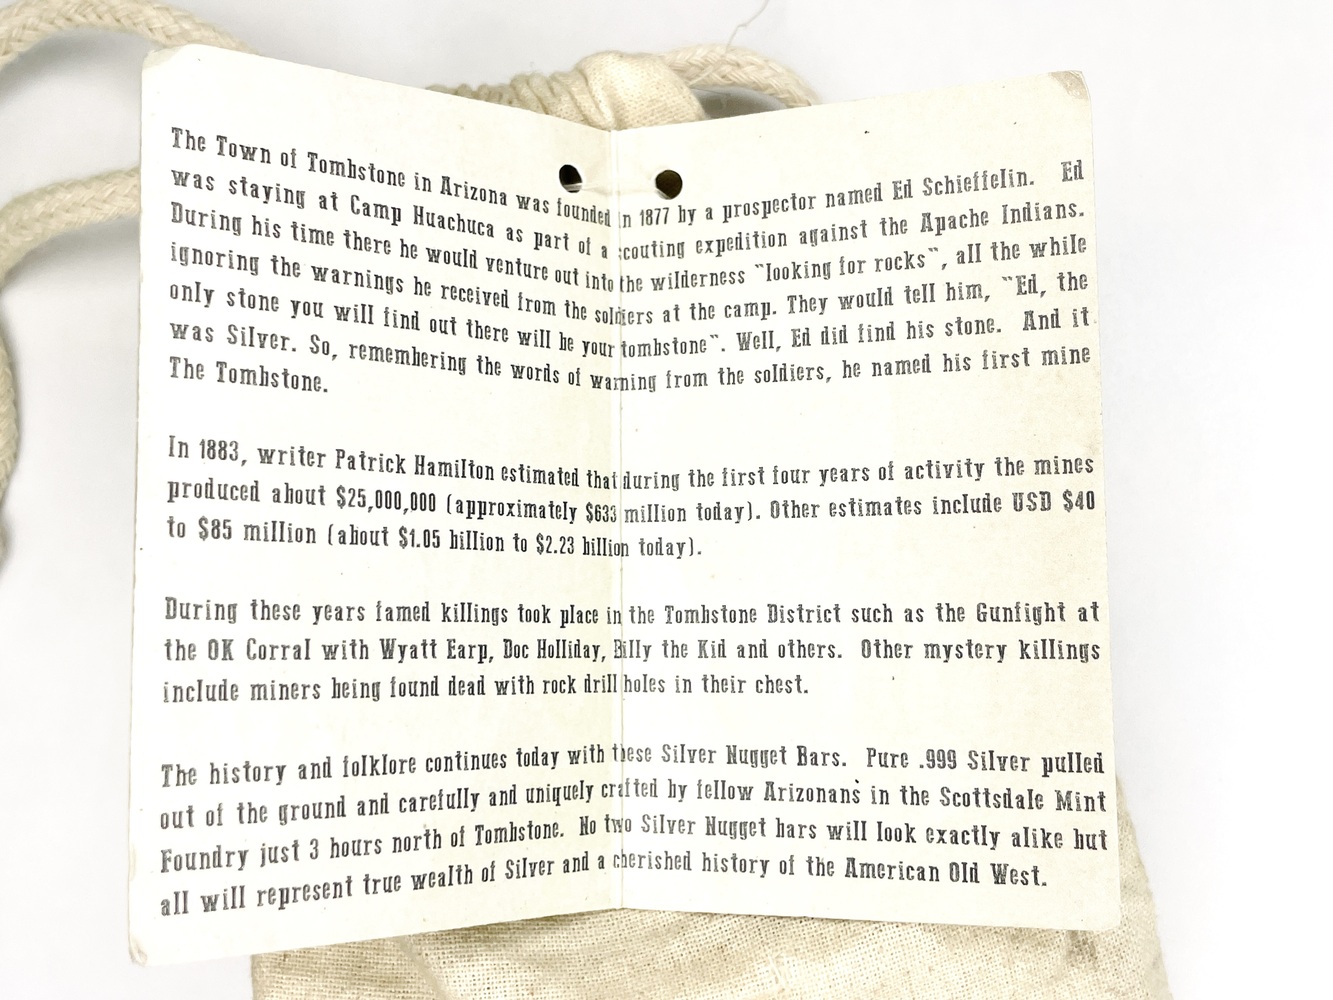 The Town of Tombstone in Arizona was founded in 1877 by a prospector named Ed Schieffelin. Ed
was staying at Camp Huachuca as part of a scouting expedition against the Apache Indians.
During his time there he would venture out into the wilderness "looking for rocks", all the while
ignoring the warnings he received from the soldiers at the camp. They would tell him, "Ed, the
only stone you will find out there will be your tombstone". Well, Ed did find his stone. And it
was Silver. So, remembering the words of warning from the soldiers, he named his first mine
The Tombstone.
In 1883, writer Patrick Hamilton estimated that during the first four years of activity the mines
produced about $25,000,000 (approximately $633 million today). Other estimates include USD $40
to $85 million (about $1.05 billion to $2.23 billion today).
During these years famed killings took place in the Tombstone District such as the Gunfight at
the OK Corral with Wyatt Earp, Doc Holliday, Billy the Kid and others. Other mystery killings
include miners being found dead with rock drill holes in their chest.
The history and folklore continues today with these Silver Nugget Bars. Pure .999 Silver pulled
out of the ground and carefully and uniquely crafted by fellow Arizonans in the Scottsdale Mint
Foundry just 3 hours north of Tombstone. No two Silver Nugget bars will look exactly alike but
all will represent true wealth of Silver and a cherished history of the American Old West.